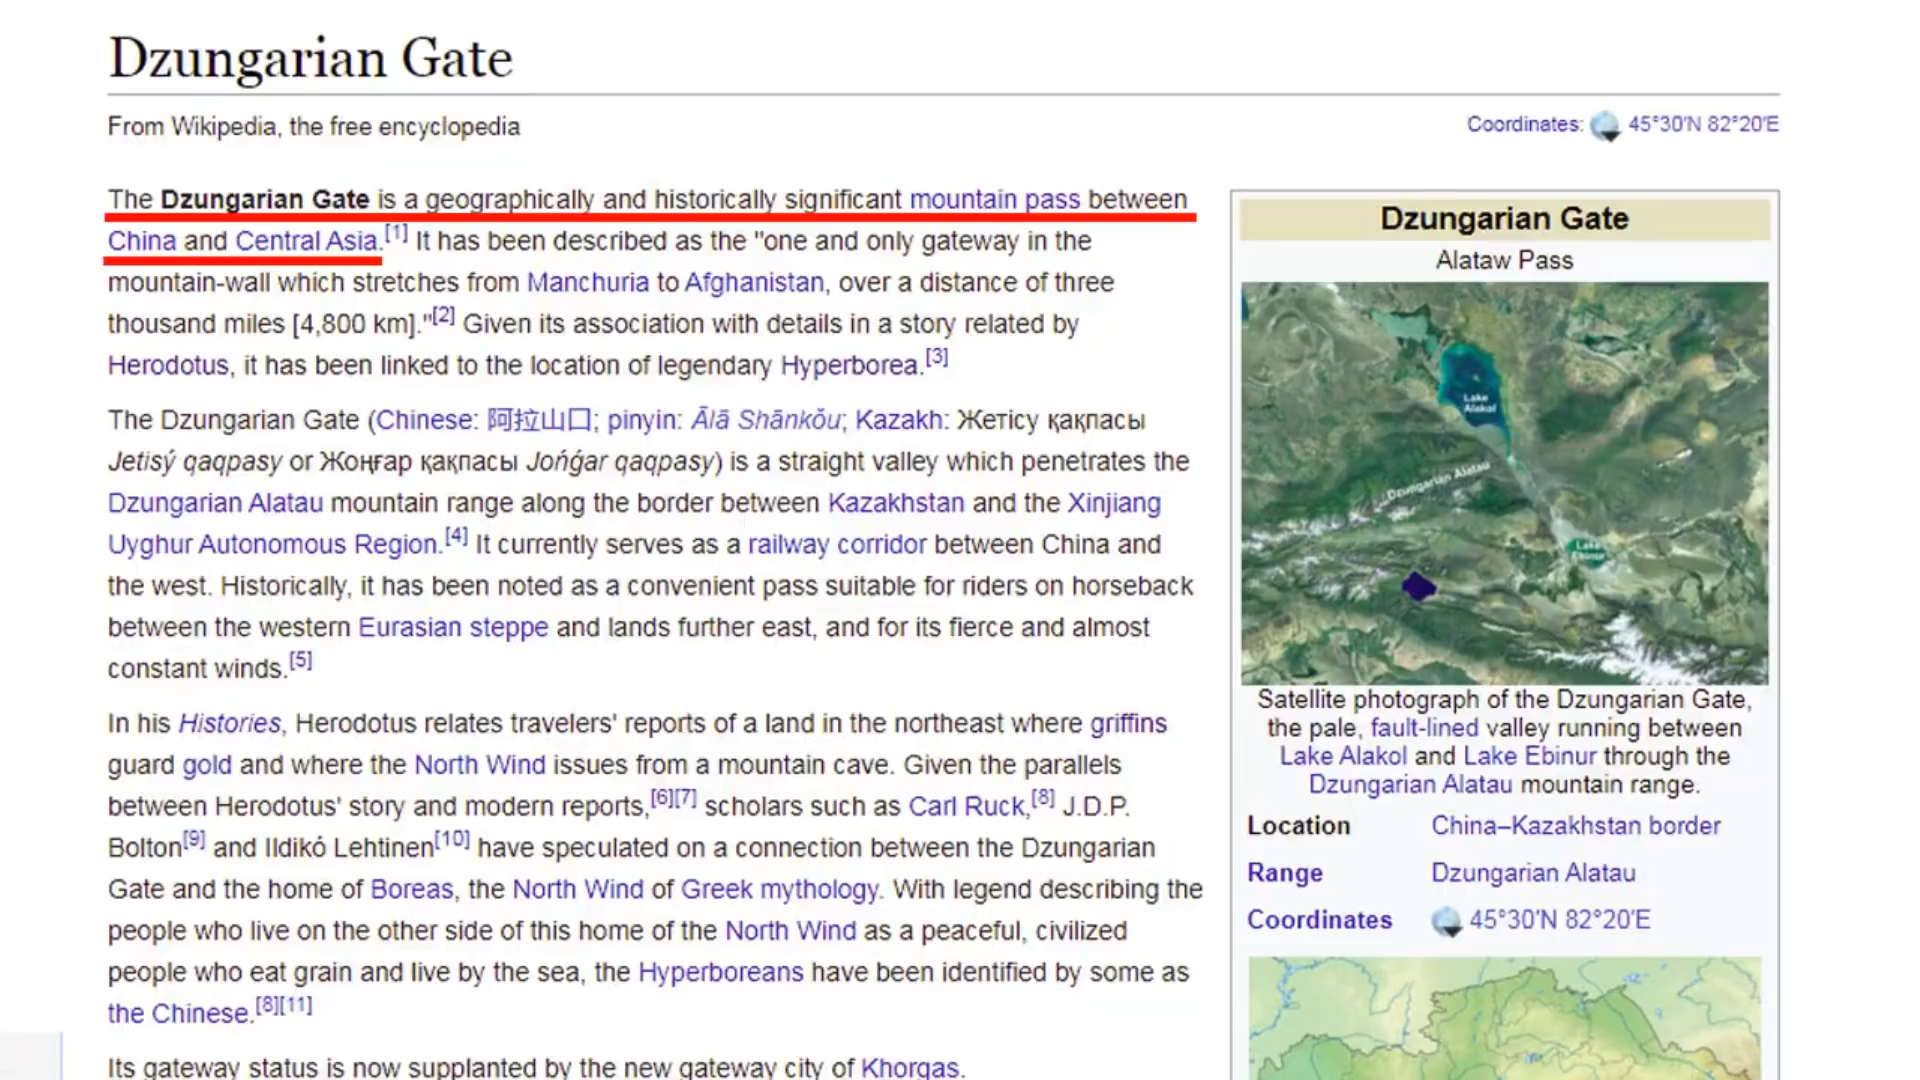 Dzungarian Gate
From Wikipedia, the free encyclopedia
Coordinates: 45°30′N 82°20′E
The Dzungarian Gate is a geographically and historically significant mountain pass between
China and Central Asia.[1] It has been described as the "one and only gateway in the
mountain-wall which stretches from Manchuria to Afghanistan, over a distance of three
thousand miles [4,800 km]."[2] Given its association with details in a story related by
Herodotus, it has been linked to the location of legendary Hyperborea.[3]
The Dzungarian Gate (Chinese: 阿拉山口; pinyin: Ālā Shānkǒu; Kazakh: Жетісу қақпасы
Jetisý qaqpasy or Жоңғар қақпасы Jońǵar qaqpasy) is a straight valley which penetrates the
Dzungarian Alatau mountain range along the border between Kazakhstan and the Xinjiang
Uyghur Autonomous Region.[4] It currently serves as a railway corridor between China and
the west. Historically, it has been noted as a convenient pass suitable for riders on horseback
between the western Eurasian steppe and lands further east, and for its fierce and almost
constant winds.[5]
In his Histories, Herodotus relates travelers' reports of a land in the northeast where griffins
guard gold and where the North Wind issues from a mountain cave. Given the parallels
between Herodotus' story and modern reports,[6][7] scholars such as Carl Ruck,[8] J.D.P.
Bolton[9] and Ildikó Lehtinen[10] have speculated on a connection between the Dzungarian
Gate and the home of Boreas, the North Wind of Greek mythology. With legend describing the
people who live on the other side of this home of the North Wind as a peaceful, civilized
people who eat grain and live by the sea, the Hyperboreans have been identified by some as
the Chinese.[8][11]
Its gateway status is now supplanted by the new gateway city of Khorgas.
Dzungarian Gate
Alataw Pass
Lake
Alakol
Dzungarian Alatau
Lake
Ebinur
Satellite photograph of the Dzungarian Gate,
the pale, fault-lined valley running between
Lake Alakol and Lake Ebinur through the
Dzungarian Alatau mountain range.
Location China–Kazakhstan border
Range Dzungarian Alatau
Coordinates 45°30′N 82°20′E